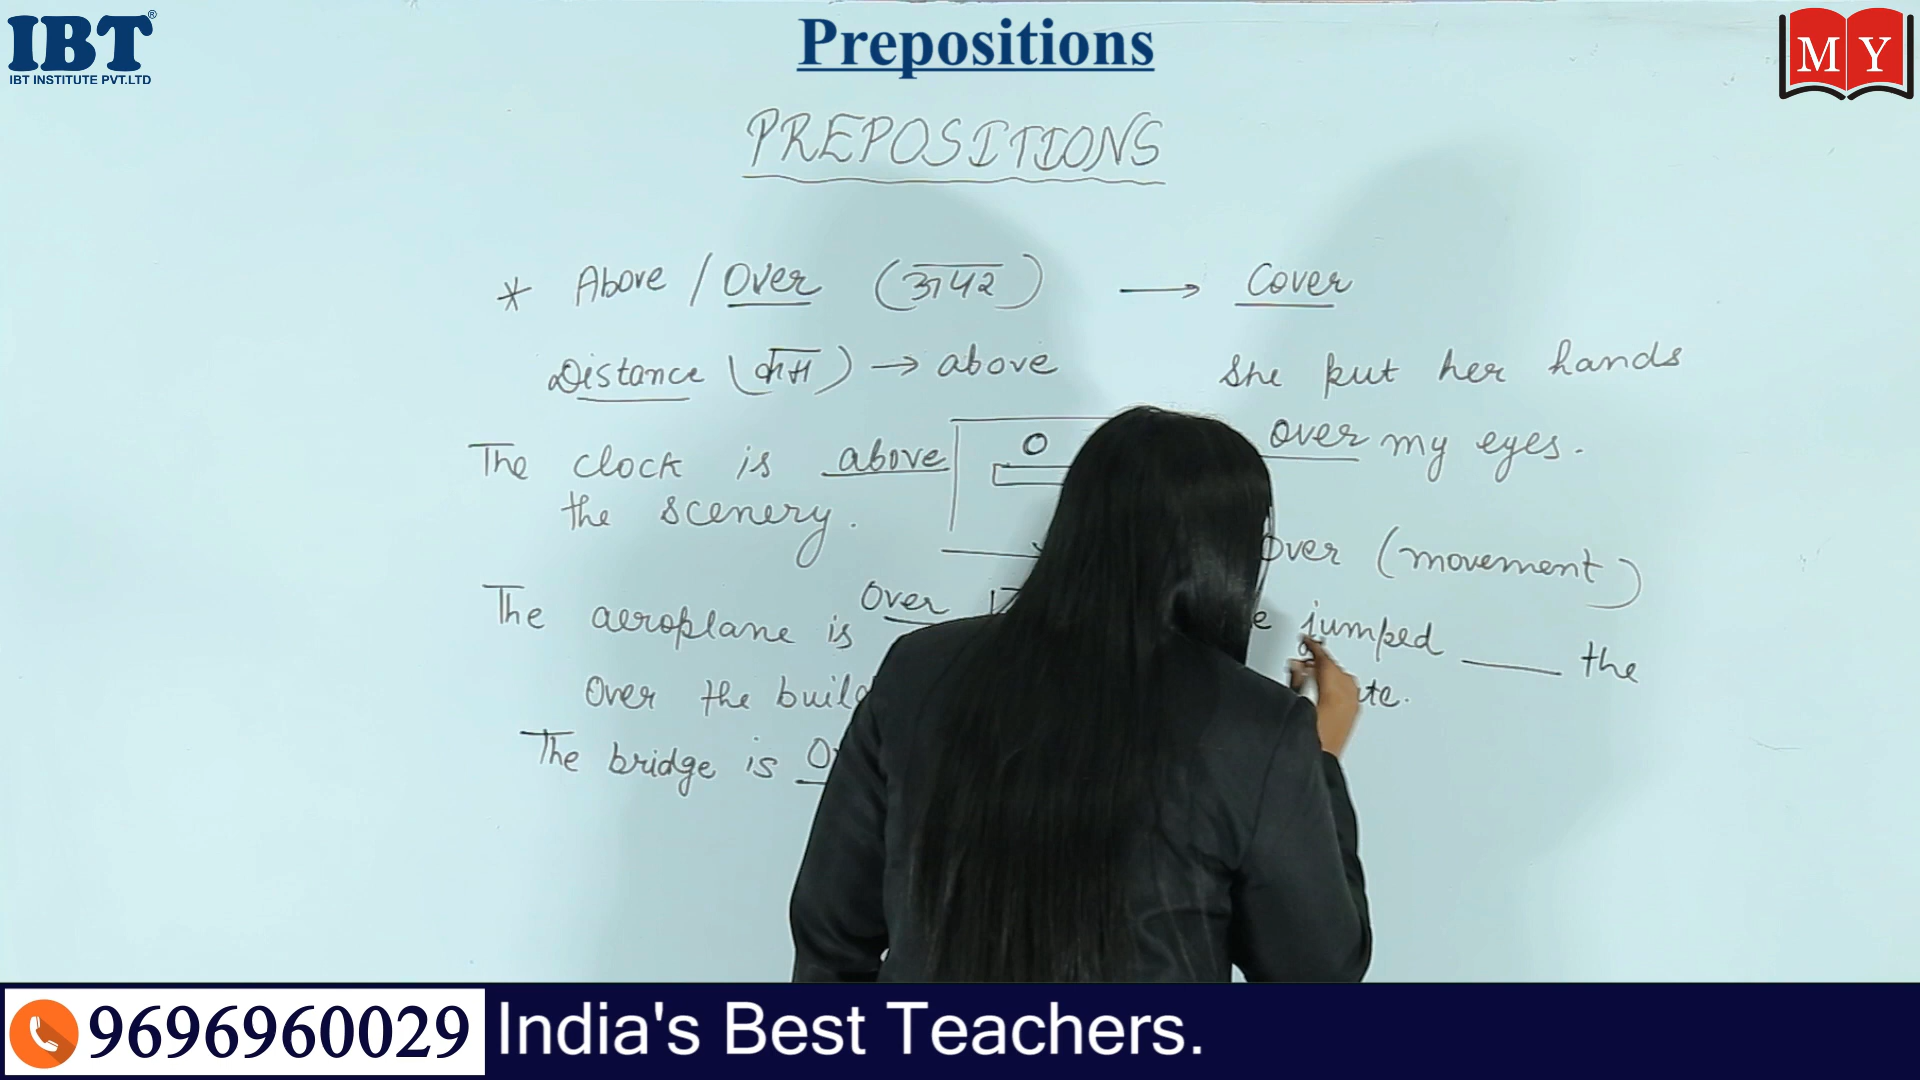 IBT®
IBT INSTITUTE PVT.LTD
Prepositions
M Y
PREPOSITIONS
* Above / Over (ऊपर) → Cover
Distance (कम) → above
The clock is above
the scenery.
The aeroplane is over
Over the build
The bridge is
She put her hands
over my eyes.
Over (movement)
jumped ____ the
9696960029
India's Best Teachers.